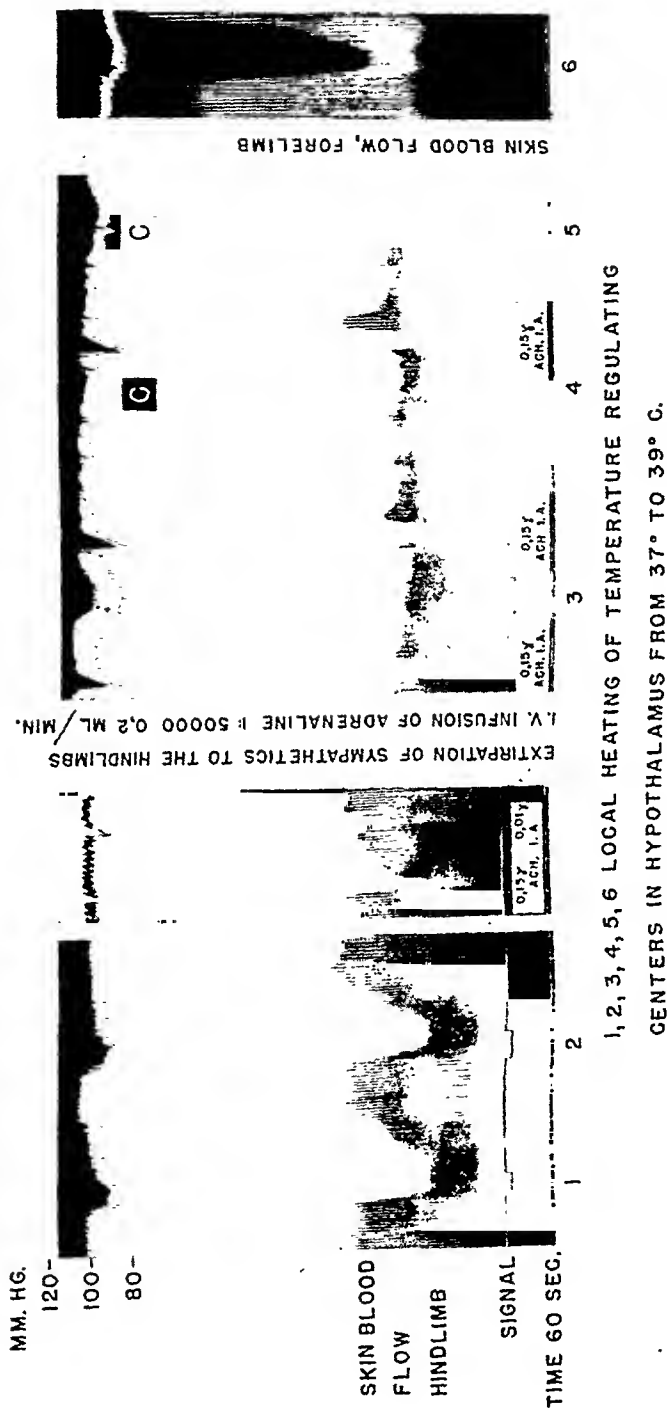 MM. HG.
120-
100-
80-
SKIN BLOOD
FLOW
HINDLIMB
SIGNAL
TIME 60 SEC.
1
2
0,15γ 0,01γ
ACH. I.A
EXTIRPATION OF SYMPATHETICS TO THE HINDLIMBS
I.V. INFUSION OF ADRENALINE 1: 50000 0,2 ML/MIN.
0,15γ
ACH. I.A.
3
0,15γ
ACH. I.A.
4
0,15γ
ACH. I.A.
5
C
C
SKIN BLOOD FLOW, FORELIMB
6
1, 2, 3, 4, 5, 6 LOCAL HEATING OF TEMPERATURE REGULATING
CENTERS IN HYPOTHALAMUS FROM 37° TO 39° C.